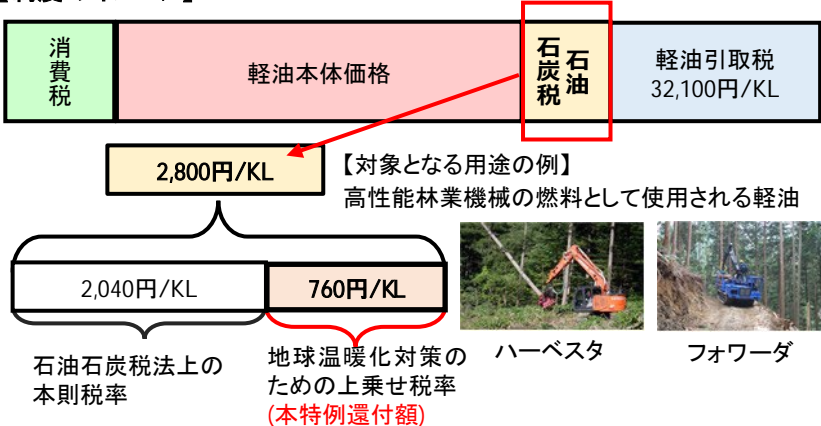 消費税
軽油本体価格
石油石炭税
軽油引取税
32,100円/KL
2,800円/KL
【対象となる用途の例】
高性能林業機械の燃料として使用される軽油
2,040円/KL
760円/KL
石油石炭税法上の
本則税率
地球温暖化対策の
ための上乗せ税率
(本特例還付額)
ハーベスタ
フォワーダ